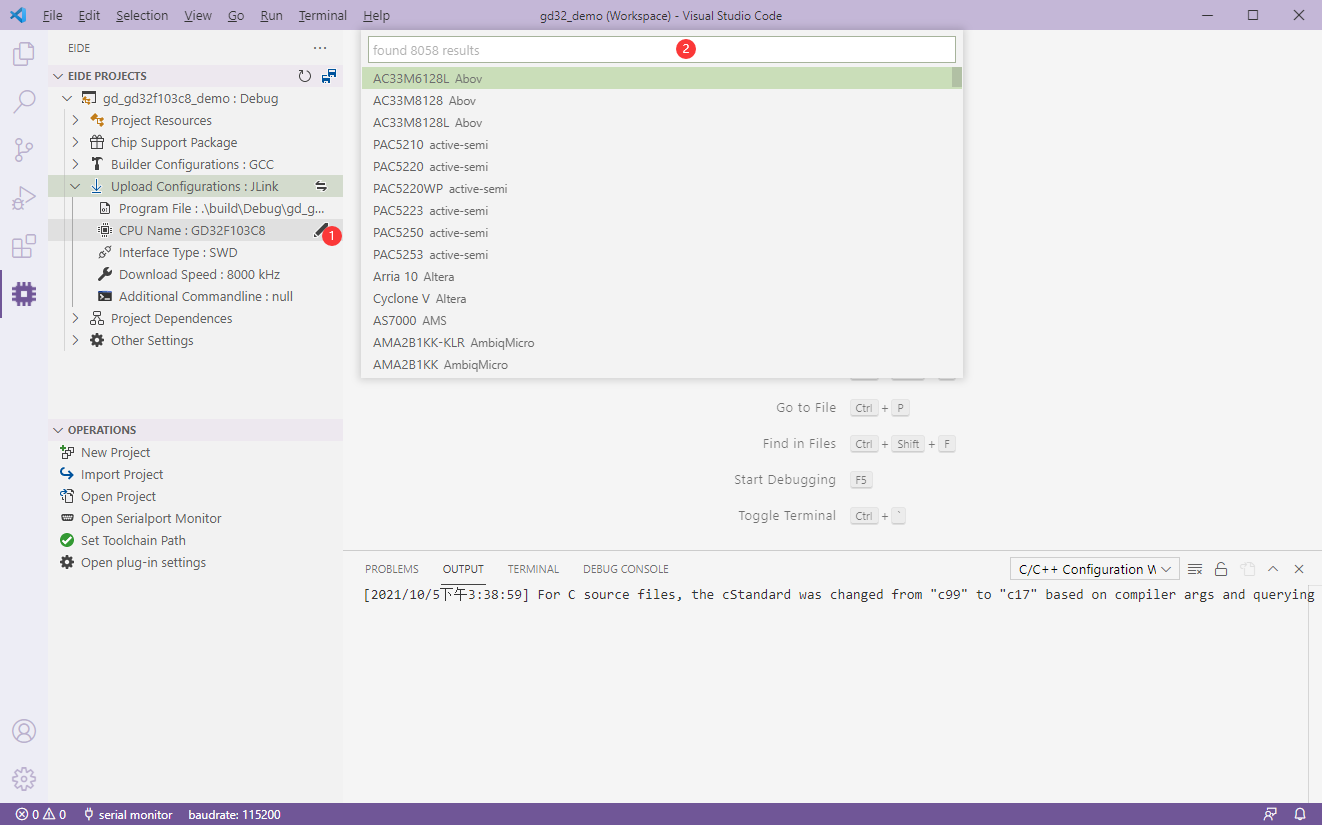 File Edit Selection View Go Run Terminal Help
gd32_demo (Workspace) - Visual Studio Code
EIDE
EIDE PROJECTS
gd_gd32f103c8_demo : Debug
Project Resources
Chip Support Package
Builder Configurations : GCC
Upload Configurations : JLink
Program File : .\build\Debug\gd_g...
CPU Name : GD32F103C8
1
Interface Type : SWD
Download Speed : 8000 kHz
Additional Commandline : null
Project Dependences
Other Settings
OPERATIONS
New Project
Import Project
Open Project
Open Serialport Monitor
Set Toolchain Path
Open plug-in settings
found 8058 results
2
AC33M6128L Abov
AC33M8128 Abov
AC33M8128L Abov
PAC5210 active-semi
PAC5220 active-semi
PAC5220WP active-semi
PAC5223 active-semi
PAC5250 active-semi
PAC5253 active-semi
Arria 10 Altera
Cyclone V Altera
AS7000 AMS
AMA2B1KK-KLR AmbiqMicro
AMA2B1KK AmbiqMicro
Go to File Ctrl + P
Find in Files Ctrl + Shift + F
Start Debugging F5
Toggle Terminal Ctrl + `
PROBLEMS OUTPUT TERMINAL DEBUG CONSOLE
C/C++ Configuration W
[2021/10/5下午3:38:59] For C source files, the cStandard was changed from "c99" to "c17" based on compiler args and querying
0 0 serial monitor baudrate: 115200